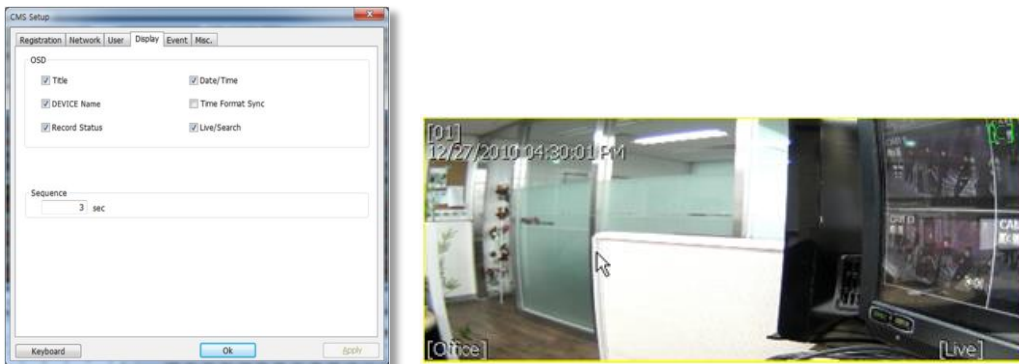 CMS Setup
Registration Network User Display Event Misc.
OSD
Title Date/Time
DEVICE Name Time Format Sync
Record Status Live/Search
Sequence
3 sec
Keyboard Ok Apply
[01]
12/27/2010 04:30:01 PM
[Office] [Live]